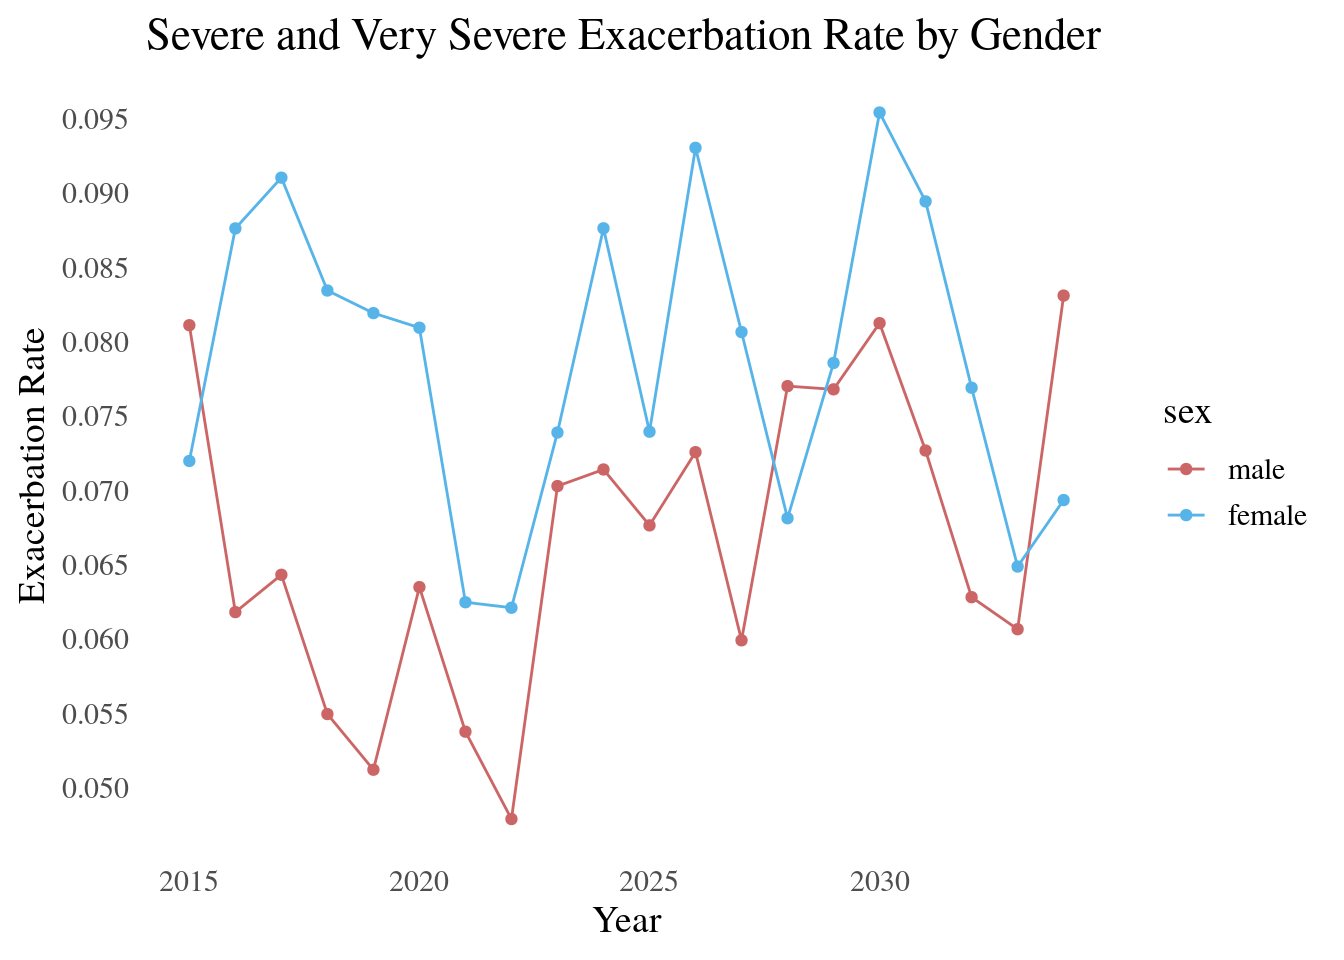 Severe and Very Severe Exacerbation Rate by Gender
0.095
0.090
0.085
0.080
0.075
0.070
0.065
0.060
0.055
0.050
Exacerbation Rate
2015 2020 2025 2030
Year
sex
male
female